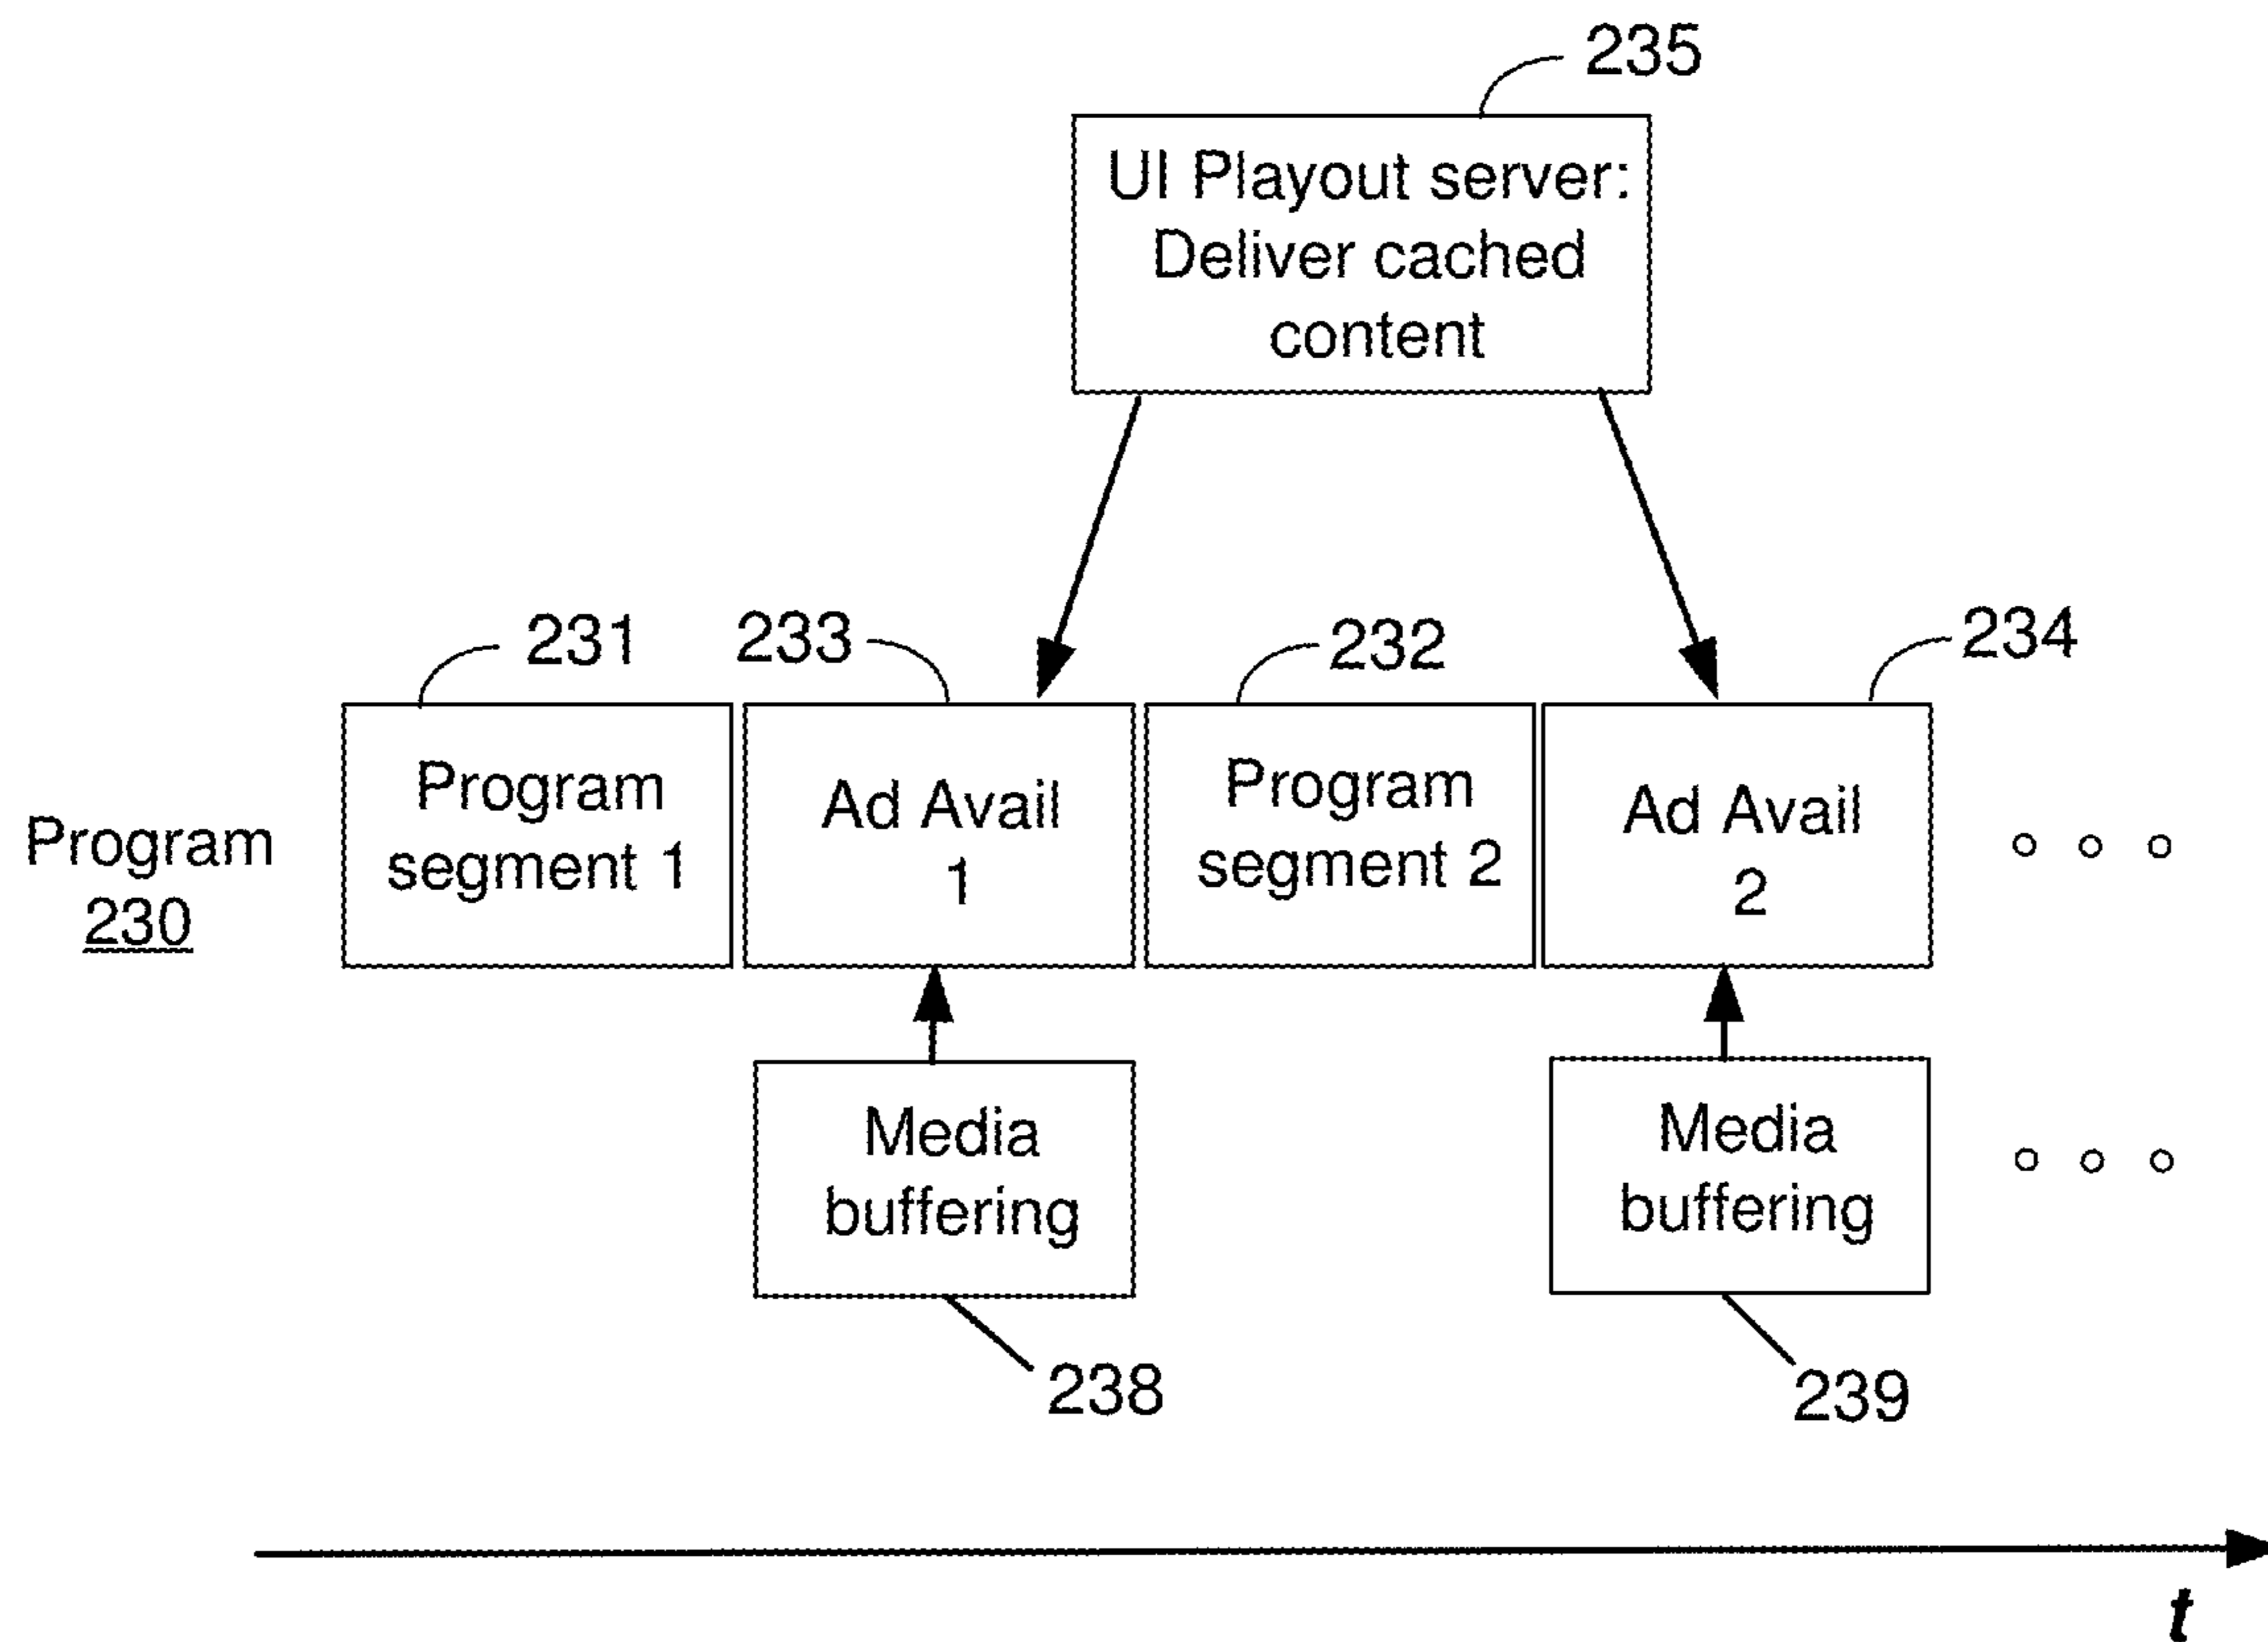 235
UI Playout server:
Deliver cached
content
231
233
232
234
Program
230
Program
segment 1
Ad Avail
1
Program
segment 2
Ad Avail
2
Media
buffering
Media
buffering
238
239
t